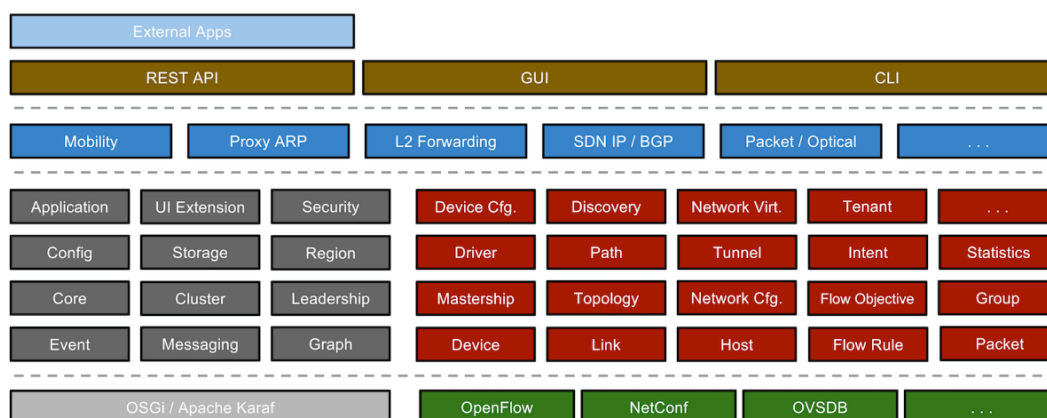 External Apps
REST API GUI CLI
Mobility Proxy ARP L2 Forwarding SDN IP / BGP Packet / Optical . . .
Application UI Extension Security Device Cfg. Discovery Network Virt. Tenant . . .
Config Storage Region Driver Path Tunnel Intent Statistics
Core Cluster Leadership Mastership Topology Network Cfg. Flow Objective Group
Event Messaging Graph Device Link Host Flow Rule Packet
OSGi / Apache Karaf OpenFlow NetConf OVSDB . . .